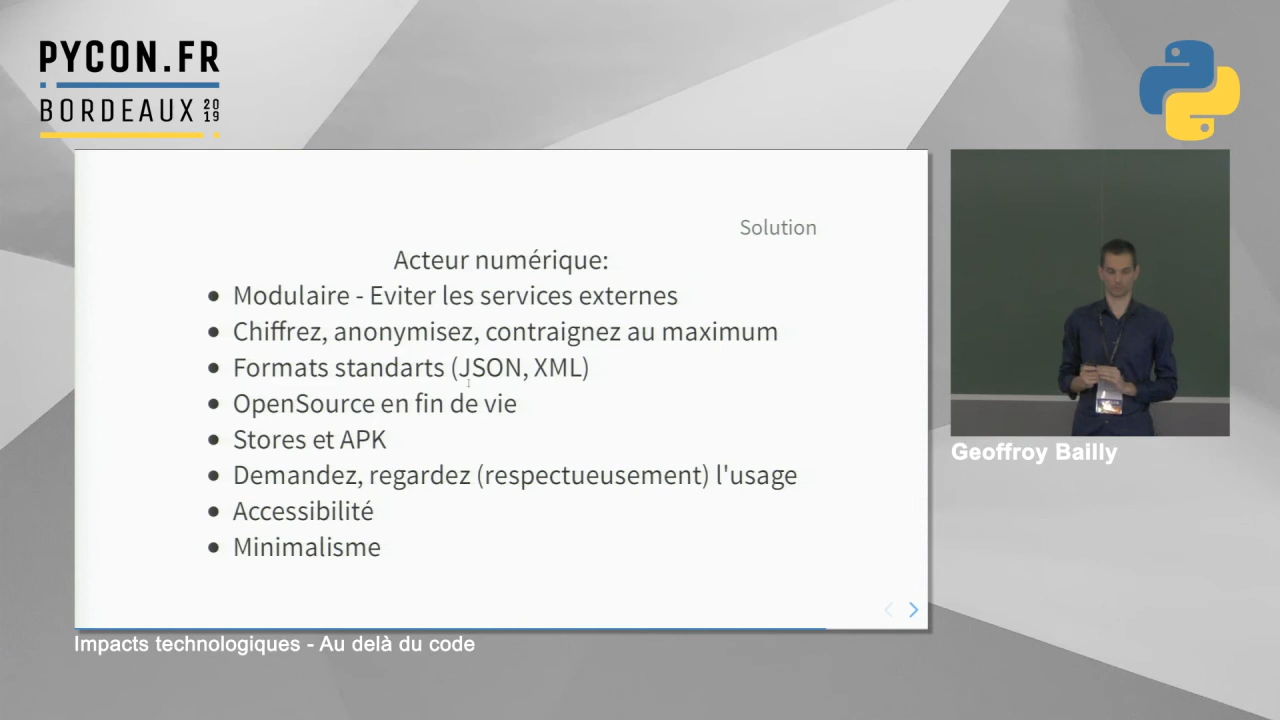 PYCON.FR
BORDEAUX 2019
Solution
Acteur numérique:
Modulaire - Eviter les services externes
Chiffrez, anonymisez, contraignez au maximum
Formats standarts (JSON, XML)
OpenSource en fin de vie
Stores et APK
Demandez, regardez (respectueusement) l'usage
Accessibilité
Minimalisme
Geoffroy Bailly
Impacts technologiques - Au delà du code